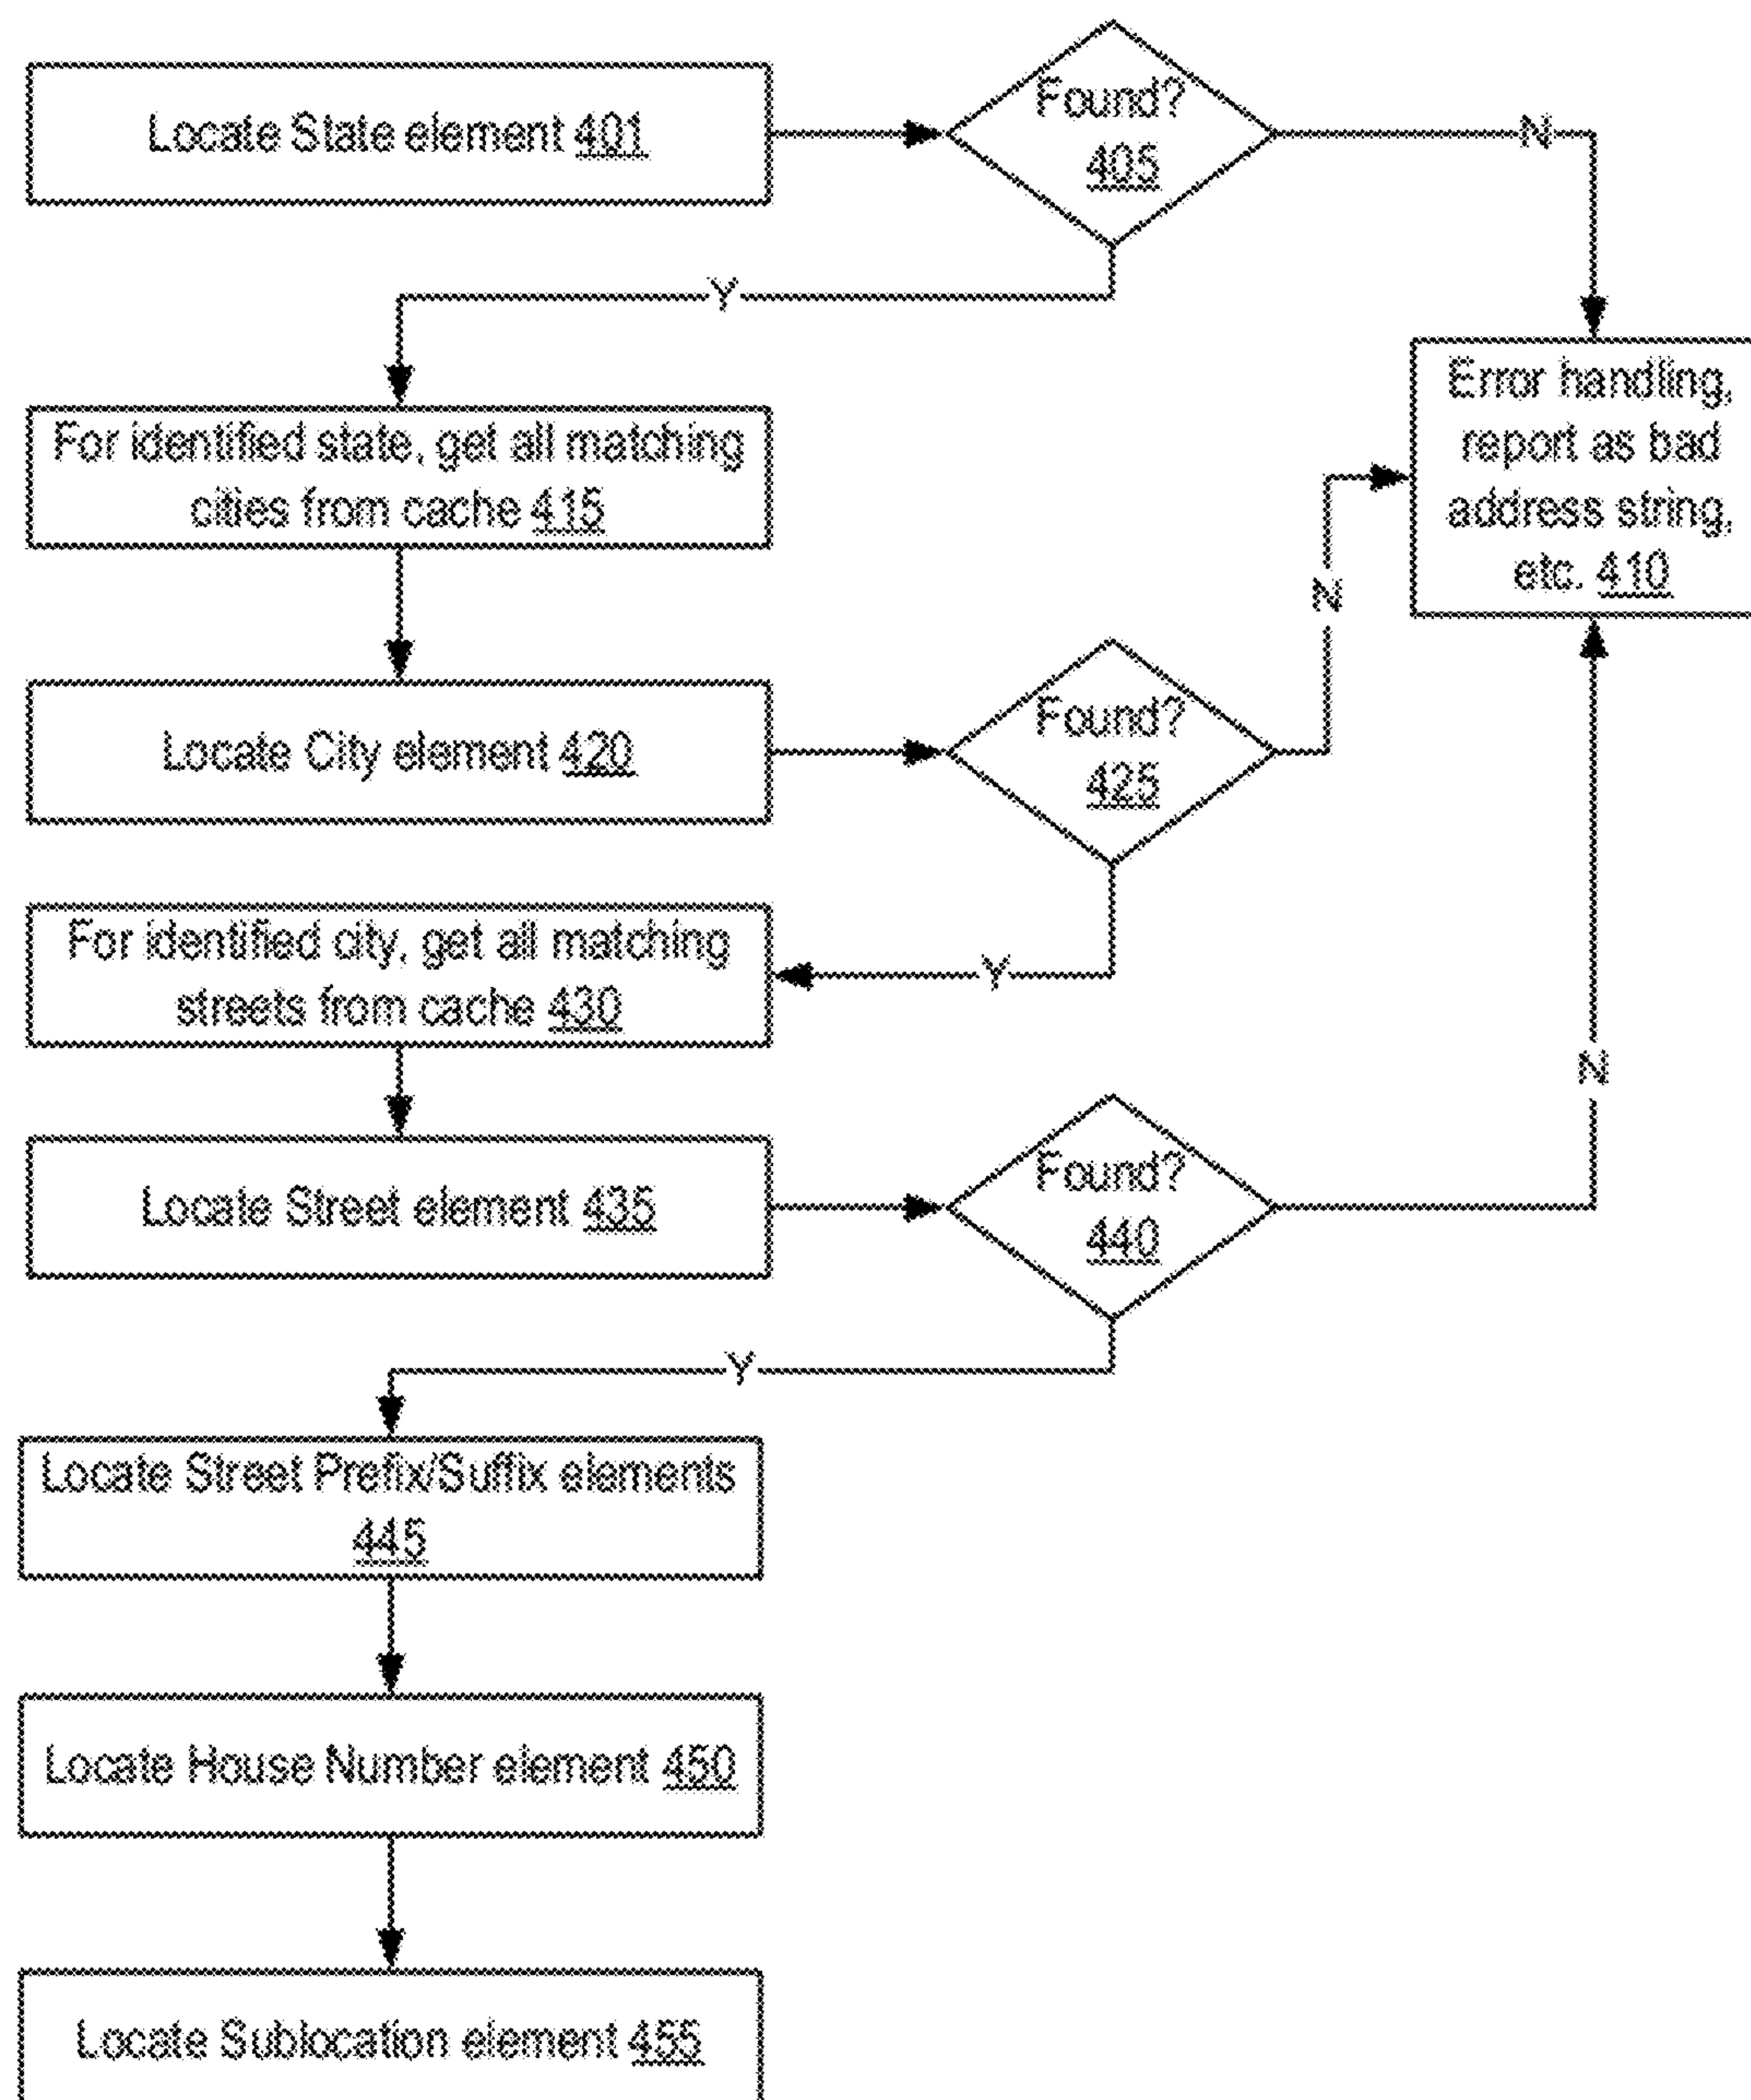 Locate State element 401
Found?
405
N
Y
For identified state, get all matching
cities from cache 415
Error handling,
report as bad
address string,
etc. 410
N
Locate City element 420
Found?
425
For identified city, get all matching
streets from cache 430
Y
N
Locate Street element 435
Found?
440
Y
Locate Street Prefix/Suffix elements
445
Locate House Number element 450
Locate Sublocation element 455